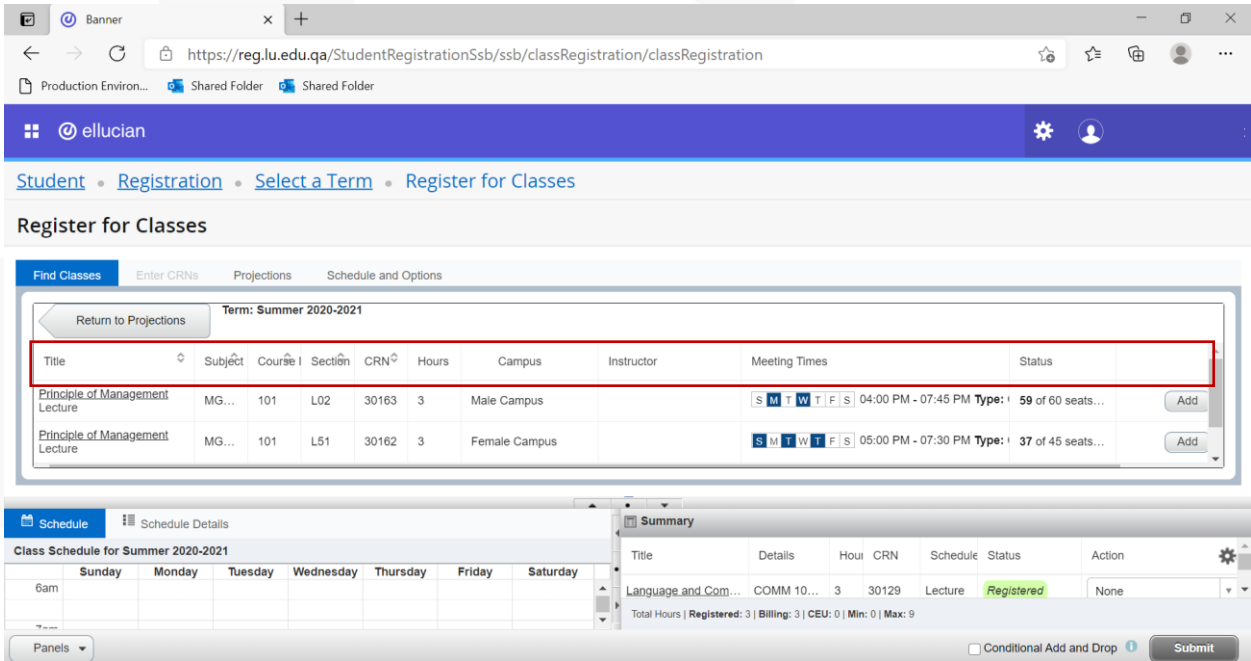 Banner
https://reg.lu.edu.qa/StudentRegistrationSsb/ssb/classRegistration/classRegistration
Production Environ... Shared Folder Shared Folder
ellucian
Student • Registration • Select a Term • Register for Classes
Register for Classes
Find Classes Enter CRNs Projections Schedule and Options
Return to Projections Term: Summer 2020-2021
Title Subject Course Section CRN Hours Campus Instructor Meeting Times Status
Principle of Management
Lecture MG... 101 L02 30163 3 Male Campus S M T W T F S 04:00 PM - 07:45 PM Type: 59 of 60 seats... Add
Principle of Management
Lecture MG... 101 L51 30162 3 Female Campus S M T W T F S 05:00 PM - 07:30 PM Type: 37 of 45 seats... Add
Schedule Schedule Details
Class Schedule for Summer 2020-2021
Sunday Monday Tuesday Wednesday Thursday Friday Saturday
6am
Summary
Title Details Hour CRN Schedule Status Action
Language and Com... COMM 10... 3 30129 Lecture Registered None
Total Hours | Registered: 3 | Billing: 3 | CEU: 0 | Min: 0 | Max: 9
Panels Conditional Add and Drop Submit